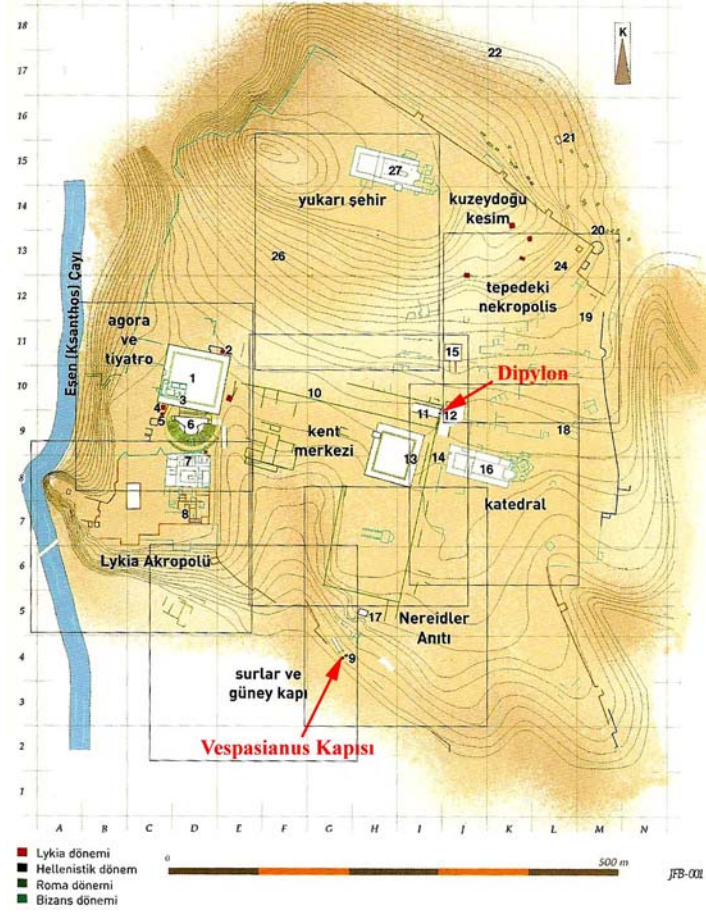 18
17
16
15
14
13
12
11
10
9
8
7
6
5
4
3
2
1
K
22
21
27
yukarı şehir
kuzeydoğu
kesim
20
26
24
tepedeki
nekropolis
19
agora
ve
tiyatro
2
15
1
Dipylon
3
10
4
5
6
11
12
18
kent
merkezi
13
14
16
7
katedral
8
Eşen (Ksanthos) Çayı
Lykia Akropolü
17
Nereidler
Anıtı
9
surlar ve
güney kapı
Vespasianus Kapısı
A B C D E F G H I J K L M N
Lykia dönemi
Hellenistik dönem
Roma dönemi
Bizans dönemi
0
500 m
JFB-001